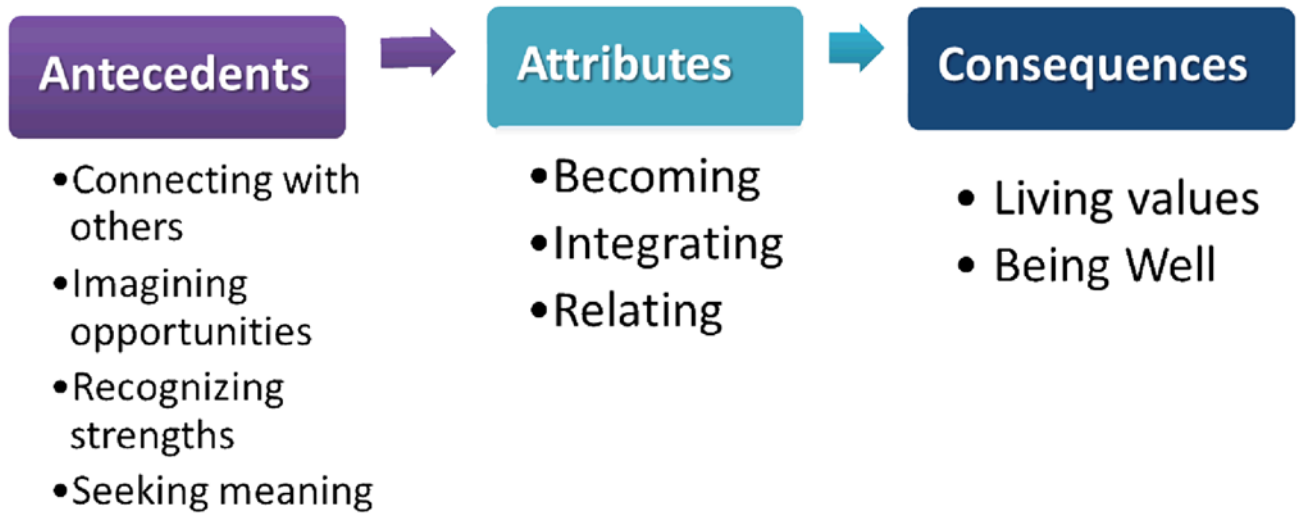 Antecedents
•Connecting with
others
•Imagining
opportunities
•Recognizing
strengths
•Seeking meaning
Attributes
•Becoming
•Integrating
•Relating
Consequences
• Living values
• Being Well